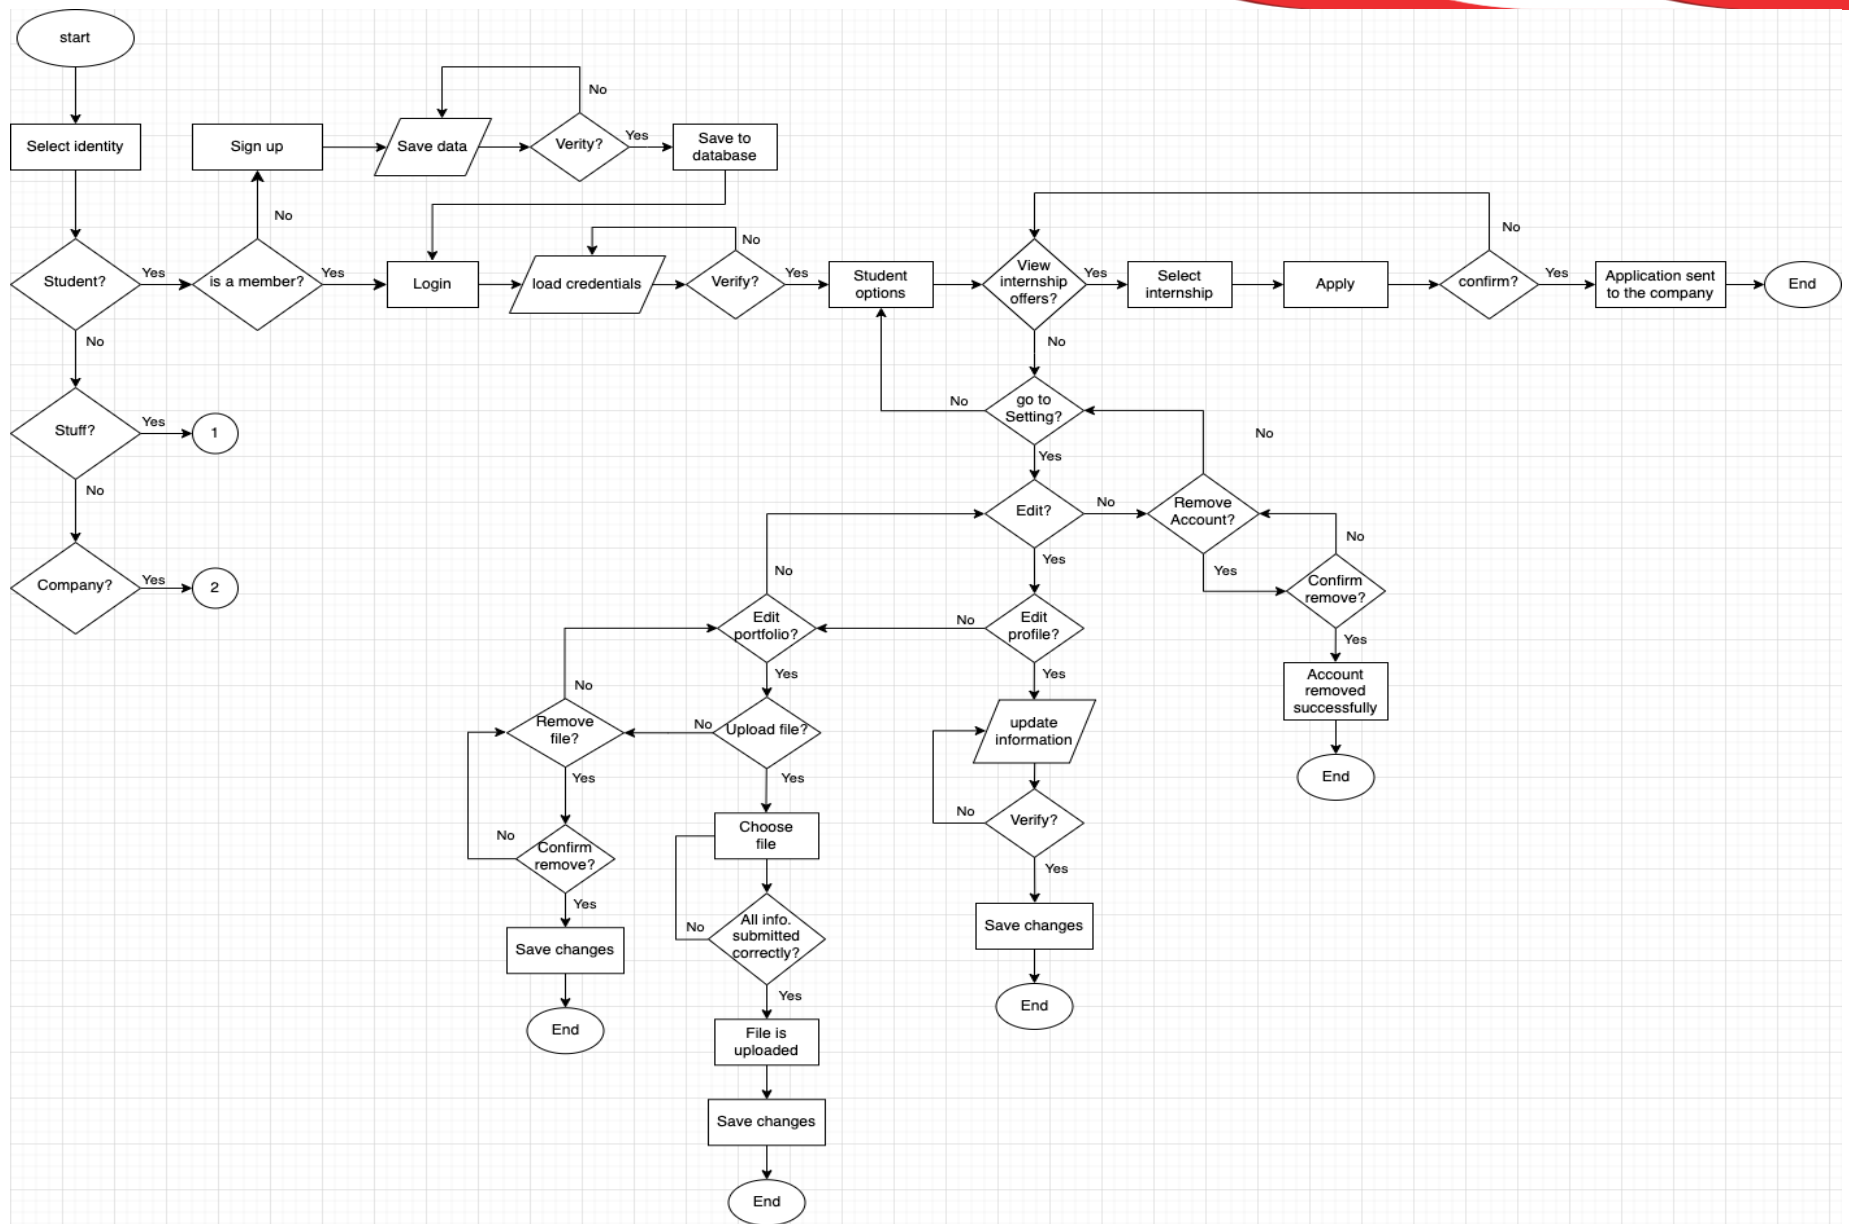 start
No
Select identity
Sign up
Save data
Verity?
Yes
Save to
database
No
No
No
Student?
Yes
is a member?
Yes
Login
load credentials
Verify?
Yes
Student
options
View
internship
offers?
Yes
Select
internship
Apply
confirm?
Yes
Application sent
to the company
End
No
No
No
go to
Setting?
No
Stuff?
Yes
1
Yes
No
Edit?
No
Remove
Account?
No
Yes
Yes
No
Company?
Yes
2
Confirm
remove?
Edit
portfolio?
No
Edit
profile?
Yes
Yes
Yes
No
Account
removed
successfully
Remove
file?
No
Upload file?
update
information
Yes
Yes
End
No
Choose
file
No
Verify?
Confirm
remove?
Yes
Yes
No
All info.
submitted
correctly?
Save changes
Save changes
Yes
End
End
File is
uploaded
Save changes
End